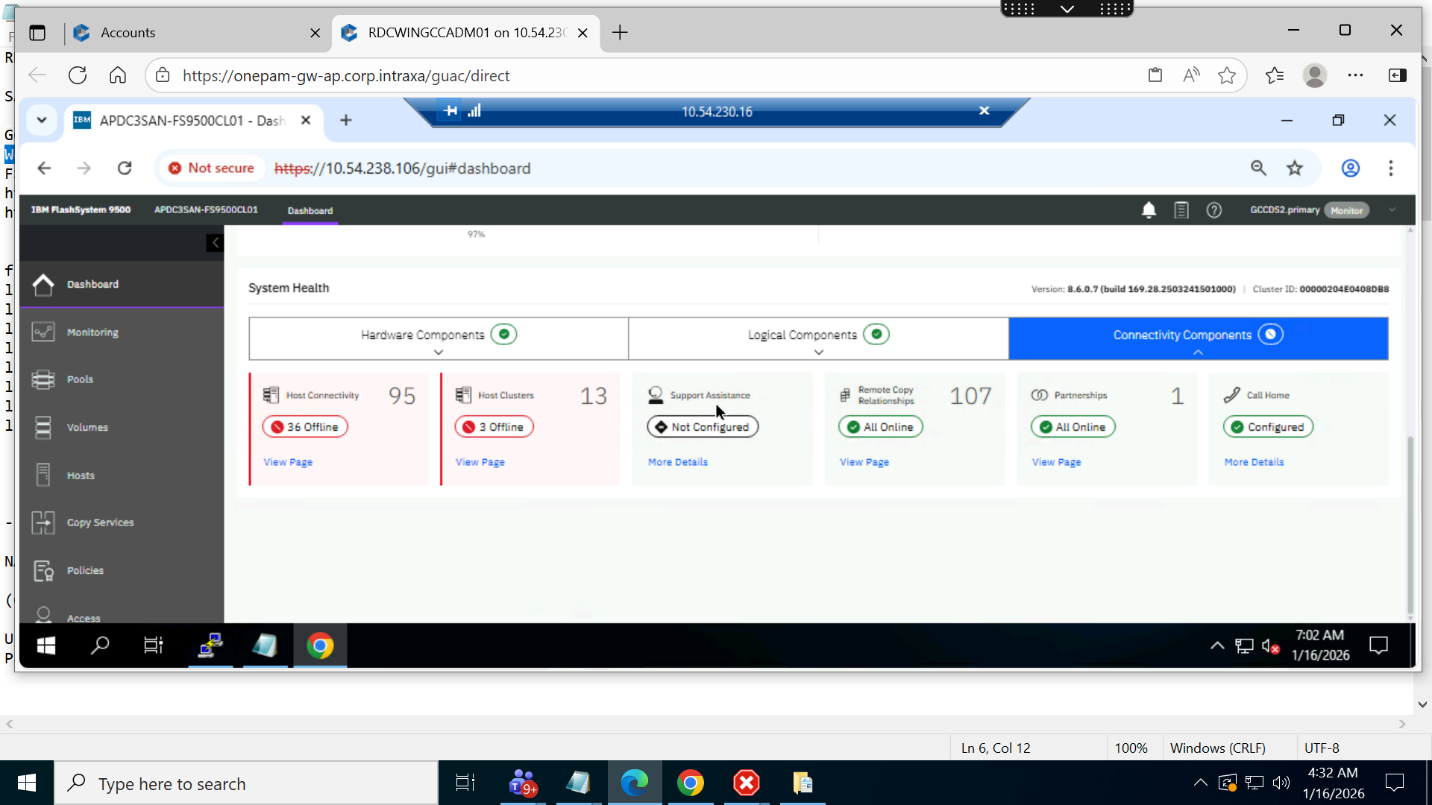 Accounts
RDCWINGCCADM01 on 10.54.230
https://onepam-gw-ap.corp.intraxa/guac/direct
10.54.230.16
IBM
APDC3SAN-FS9500CL01 - Dash
Not secure
https://10.54.238.106/gui#dashboard
IBM FlashSystem 9500
APDC3SAN-FS9500CL01
Dashboard
GCCDS2.primary
Monitor
97%
Dashboard
Monitoring
Pools
Volumes
Hosts
Copy Services
Policies
Access
System Health
Version: 8.6.0.7 (build 169.28.2503241501000) | Cluster ID: 00000204E0408DB8
Hardware Components
Logical Components
Connectivity Components
Host Connectivity
95
36 Offline
View Page
Host Clusters
13
3 Offline
View Page
Support Assistance
Not Configured
More Details
Remote Copy
Relationships
107
All Online
View Page
Partnerships
1
All Online
View Page
Call Home
Configured
More Details
7:02 AM
1/16/2026
Ln 6, Col 12
100%
Windows (CRLF)
UTF-8
Type here to search
9+
4:32 AM
1/16/2026